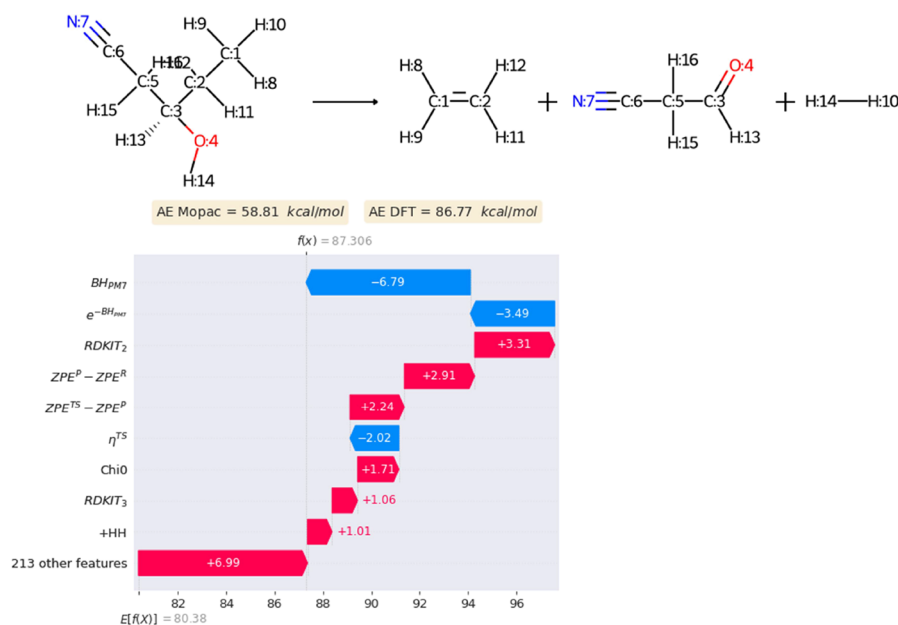 N:7
H:9 H:10
C:6 C:1
H:16 H:12
C:5 C:2 H:8
H:15 C:3 H:11
H:13 O:4
H:14
H:8 H:12
C:1 C:2
H:9 H:11
+
H:16 O:4
N:7 C:6 C:5 C:3
H:15 H:13
+
H:14 H:10
AE Mopac = 58.81 kcal/mol AE DFT = 86.77 kcal/mol
f(x) = 87.306
BH_PM7 −6.79
e^−BH_PM7 −3.49
RDKIT₂ +3.31
ZPE^P − ZPE^R +2.91
ZPE^TS − ZPE^P +2.24
η^TS −2.02
Chi0 +1.71
RDKIT₃ +1.06
+HH +1.01
213 other features +6.99
82 84 86 88 90 92 94 96
E[f(X)] = 80.38